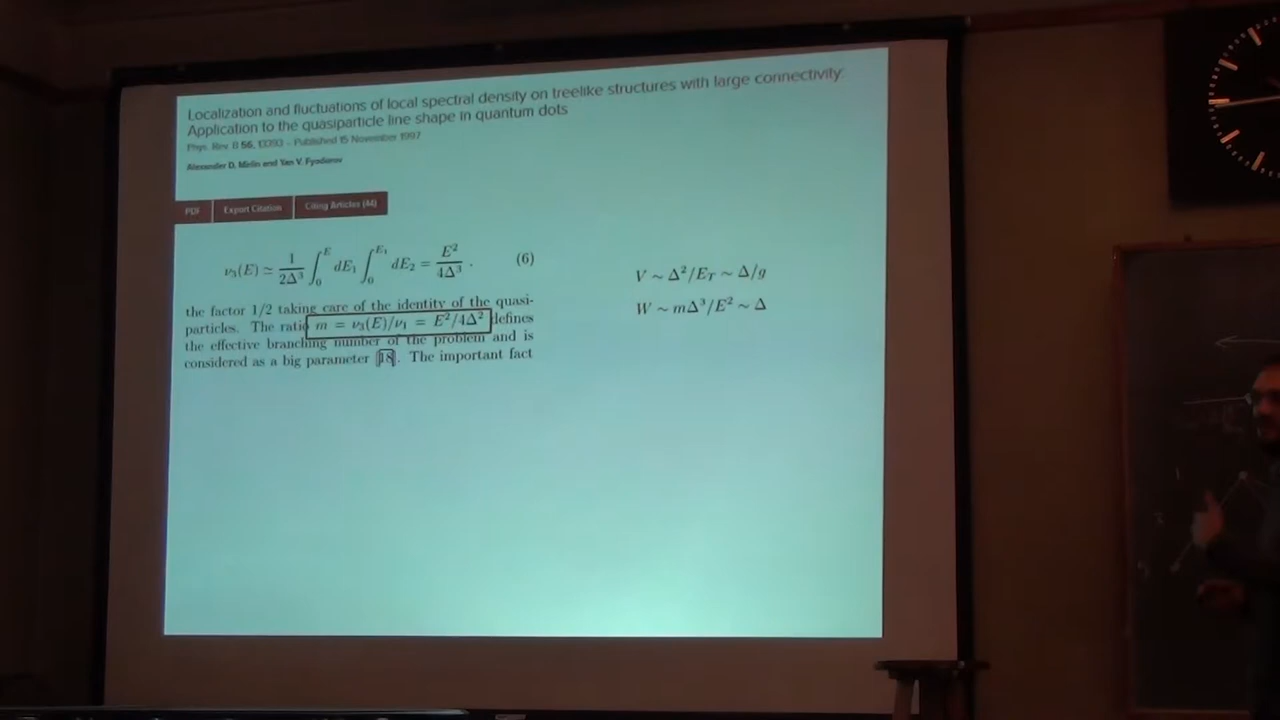 Localization and fluctuations of local spectral density on treelike structures with large connectivity:
Application to the quasiparticle line shape in quantum dots
Phys. Rev. B 56, 13393 – Published 15 November 1997
Alexander D. Mirlin and Yan V. Fyodorov
PDF Export Citation Citing Articles (44)
ν₃(E) ≃ 1/2Δ³ ∫₀^E dE₁ ∫₀^E₁ dE₂ = E²/4Δ³ . (6)
the factor 1/2 taking care of the identity of the quasi-
particles. The ratio m = ν₃(E)/ν₁ = E²/4Δ² defines
the effective branching number of the problem and is
considered as a big parameter [18]. The important fact
V ~ Δ²/E_T ~ Δ/g
W ~ mΔ³/E² ~ Δ